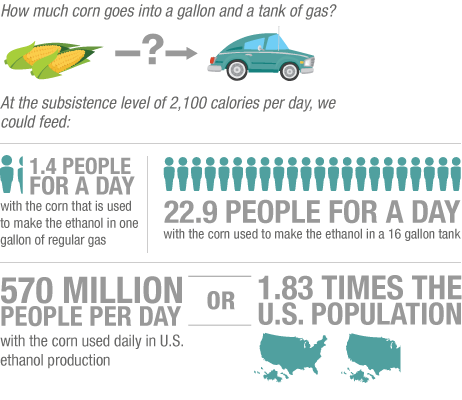 How much corn goes into a gallon and a tank of gas?
?
At the subsistence level of 2,100 calories per day, we
could feed:
1.4 PEOPLE
FOR A DAY
with the corn that is used
to make the ethanol in one
gallon of regular gas
22.9 PEOPLE FOR A DAY
with the corn used to make the ethanol in a 16 gallon tank
570 MILLION
PEOPLE PER DAY
with the corn used daily in U.S.
ethanol production
OR
1.83 TIMES THE
U.S. POPULATION